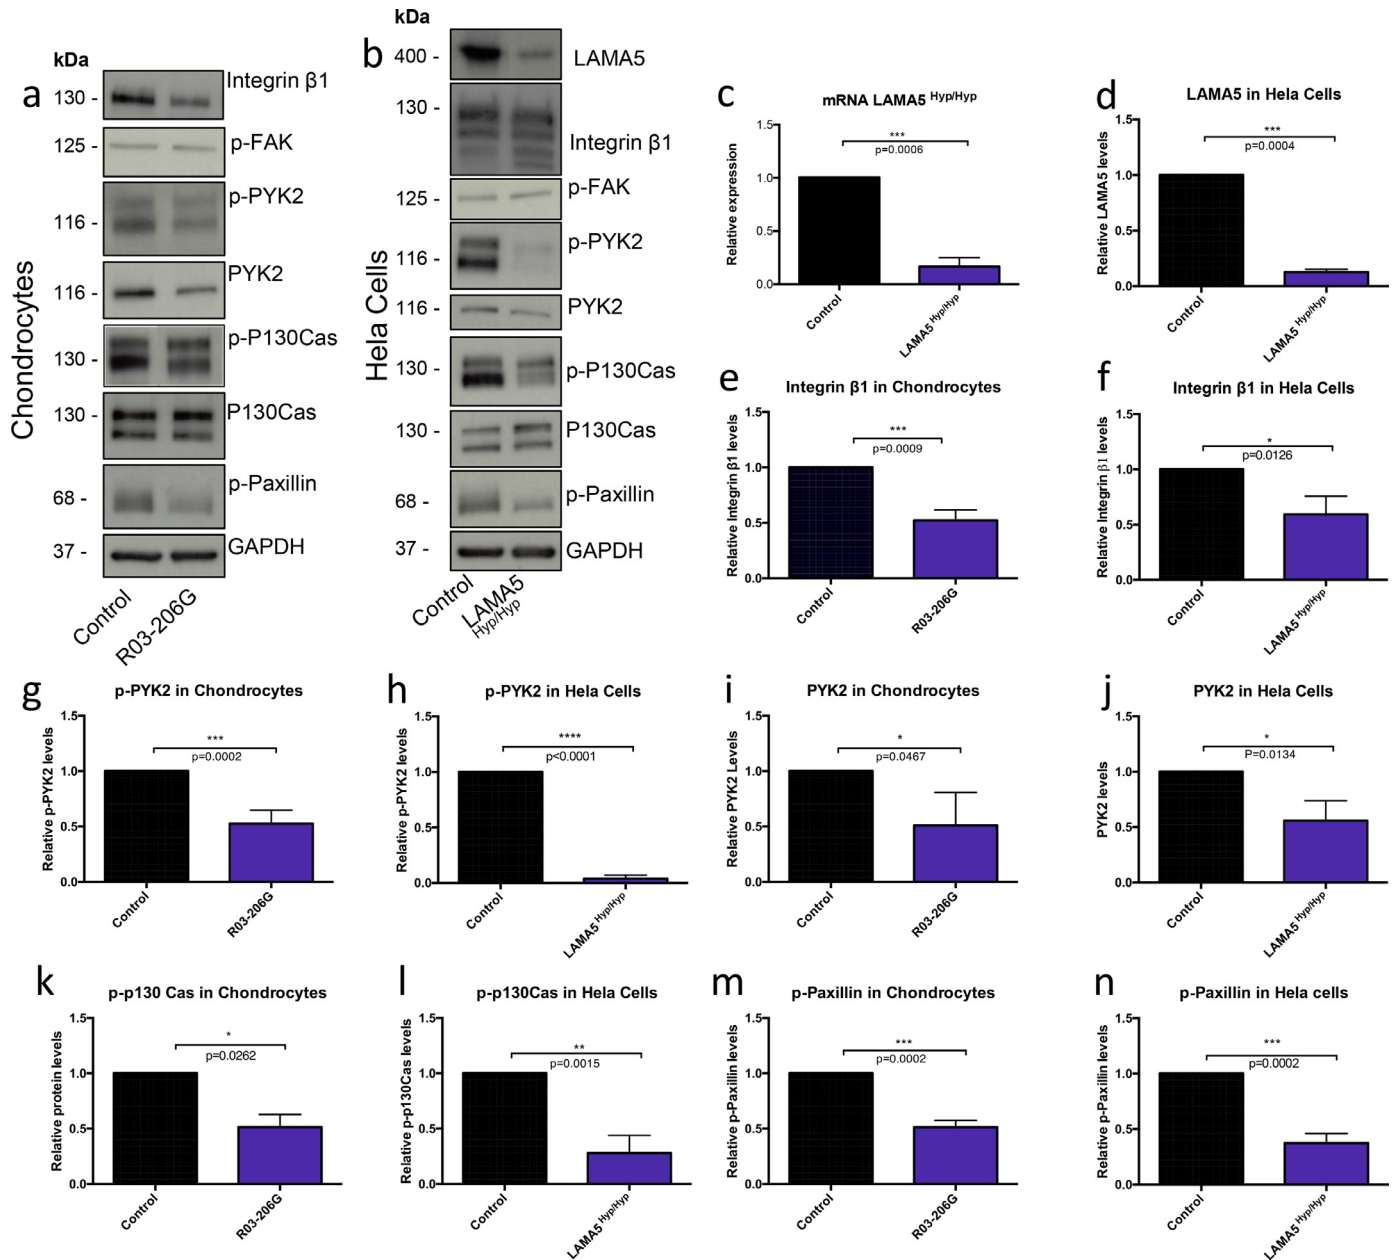 a
kDa
Chondrocytes
130 -
Integrin β1
125 -
p-FAK
116 -
p-PYK2
116 -
PYK2
130 -
p-P130Cas
130 -
P130Cas
68 -
p-Paxillin
37 -
GAPDH
Control
R03-206G
b
kDa
Hela Cells
400 -
LAMA5
130 -
Integrin β1
125 -
p-FAK
116 -
p-PYK2
116 -
PYK2
130 -
p-P130Cas
130 -
P130Cas
68 -
p-Paxillin
37 -
GAPDH
Control
LAMA5
Hyp/Hyp
c
mRNA LAMA5 Hyp/Hyp
Relative expression
1.5
1.0
0.5
0.0
***
p=0.0006
Control
LAMA5 Hyp/Hyp
d
LAMA5 in Hela Cells
Relative LAMA5 levels
1.5
1.0
0.5
0.0
***
p=0.0004
Control
LAMA5 Hyp/Hyp
e
Integrin β1 in Chondrocytes
Relative Integrin β1 levels
1.5
1.0
0.5
0.0
***
p=0.0009
Control
R03-206G
f
Integrin β1 in Hela Cells
Relative Integrin β1 levels
1.5
1.0
0.5
0.0
*
p=0.0126
Control
LAMA5 Hyp/Hyp
g
p-PYK2 in Chondrocytes
Relative p-PYK2 levels
1.5
1.0
0.5
0.0
***
p=0.0002
Control
R03-206G
h
p-PYK2 in Hela Cells
Relative p-PYK2 levels
1.5
1.0
0.5
0.0
****
p<0.0001
Control
LAMA5 Hyp/Hyp
i
PYK2 in Chondrocytes
Relative PYK2 Levels
1.5
1.0
0.5
0.0
*
p=0.0467
Control
R03-206G
j
PYK2 in Hela Cells
PYK2 levels
1.5
1.0
0.5
0.0
*
P=0.0134
Control
LAMA5 Hyp/Hyp
k
p-p130 Cas in Chondrocytes
Relative protein levels
1.5
1.0
0.5
0.0
*
p=0.0262
Control
R03-206G
l
p-p130Cas in Hela Cells
Relative p-p130Cas levels
1.5
1.0
0.5
0.0
**
p=0.0015
Control
LAMA5 Hyp/Hyp
m
p-Paxillin in Chondrocytes
Relative p-Paxillin levels
1.5
1.0
0.5
0.0
***
p=0.0002
Control
R03-206G
n
p-Paxillin in Hela cells
Relative p-Paxillin levels
1.5
1.0
0.5
0.0
***
p=0.0002
Control
LAMA5 Hyp/Hyp